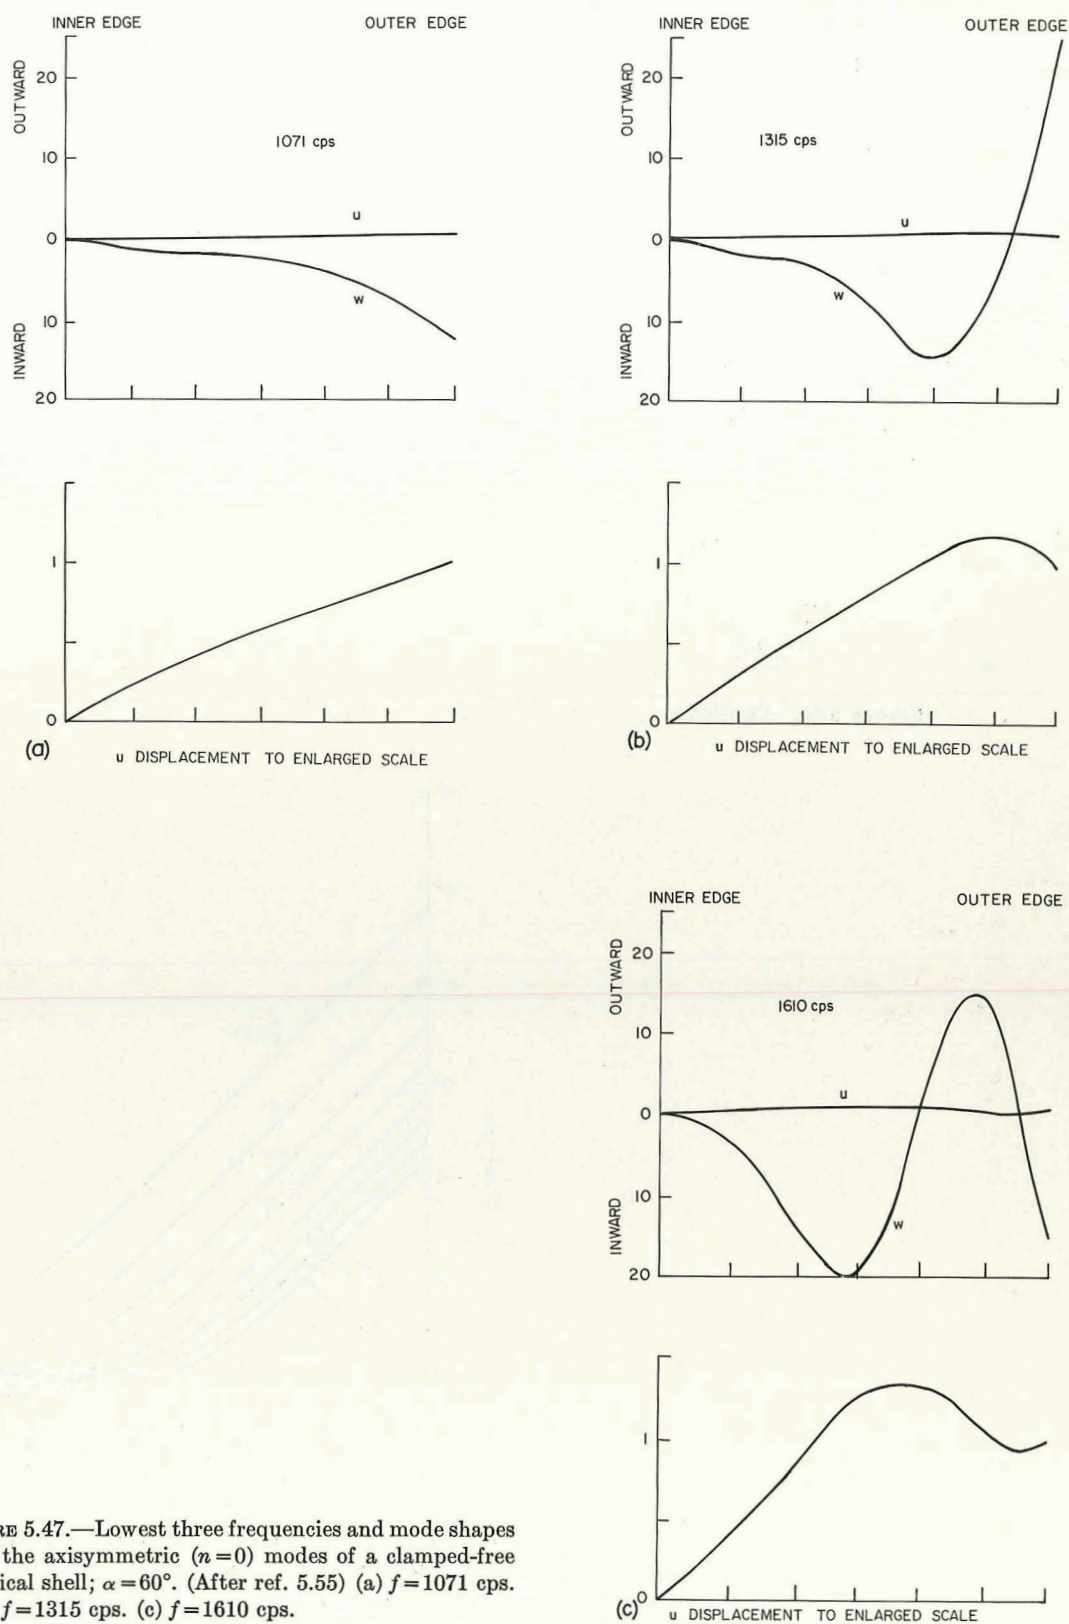 INNER EDGE OUTER EDGE
OUTWARD
INWARD
20
10
0
10
20
1071 cps
u
w
1
0
(a)
u DISPLACEMENT TO ENLARGED SCALE
INNER EDGE OUTER EDGE
OUTWARD
INWARD
20
10
0
10
20
1315 cps
u
w
1
0
(b)
u DISPLACEMENT TO ENLARGED SCALE
INNER EDGE OUTER EDGE
OUTWARD
INWARD
20
10
0
10
20
1610 cps
u
w
1
0
(c)
u DISPLACEMENT TO ENLARGED SCALE
RE 5.47.—Lowest three frequencies and mode shapes
the axisymmetric (n=0) modes of a clamped-free
ical shell; α=60°. (After ref. 5.55) (a) f=1071 cps.
f=1315 cps. (c) f=1610 cps.